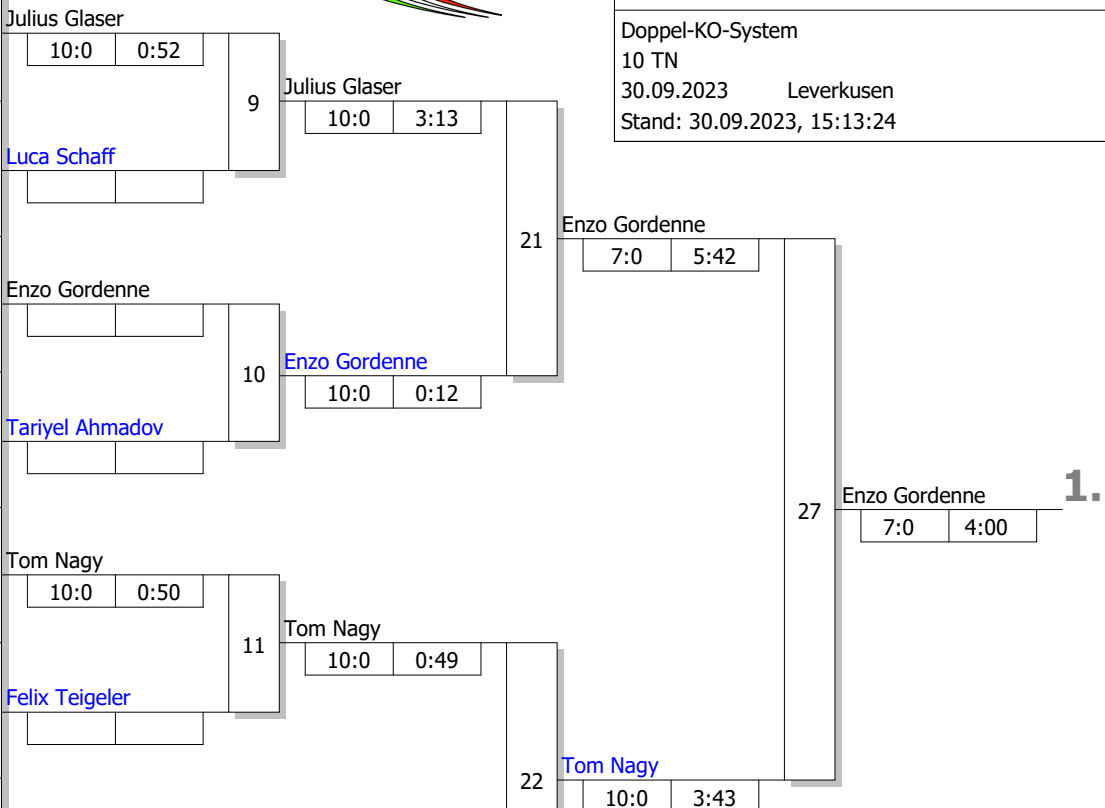 Julius Glaser
10:0 0:52
Doppel-KO-System
10 TN
30.09.2023 Leverkusen
Stand: 30.09.2023, 15:13:24
9
Julius Glaser
10:0 3:13
Luca Schaff
21
Enzo Gordenne
7:0 5:42
Enzo Gordenne
10
Enzo Gordenne
10:0 0:12
Tariyel Ahmadov
27
Enzo Gordenne
1.
7:0 4:00
Tom Nagy
10:0 0:50
11
Tom Nagy
10:0 0:49
Felix Teigeler
22
Tom Nagy
10:0 3:43